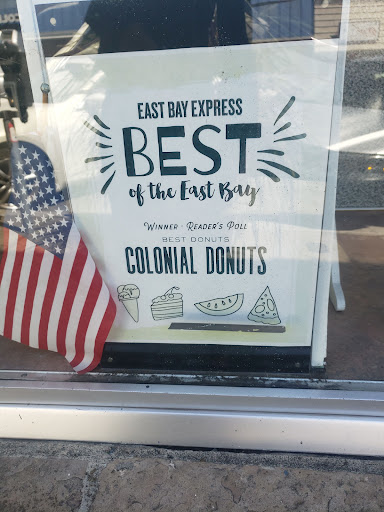 EAST BAY EXPRESS
BEST
of the East Bay
WINNER - READER'S POLL
BEST DONUTS
COLONIAL DONUTS